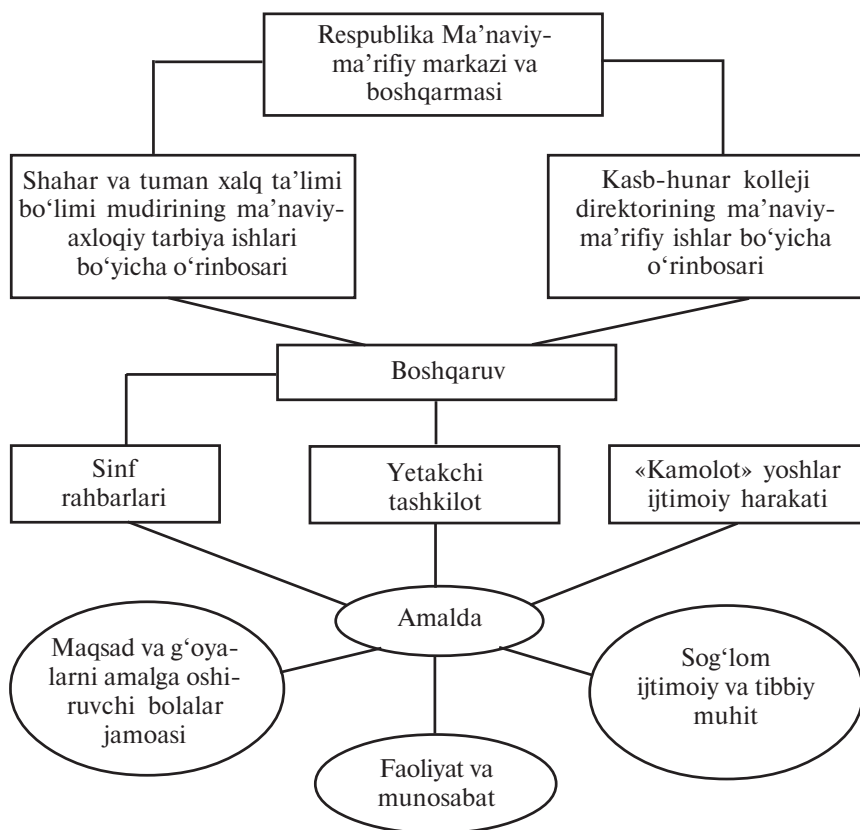 Respublika Ma’naviy-
ma’rifiy markazi va
boshqarmasi
Shahar va tuman xalq ta’limi
bo‘limi mudirining ma’naviy-
axloqiy tarbiya ishlari
bo‘yicha o‘rinbosari
Kasb-hunar kolleji
direktorining ma’naviy-
ma’rifiy ishlar bo‘yicha
o‘rinbosari
Boshqaruv
Sinf
rahbarlari
Yetakchi
tashkilot
«Kamolot» yoshlar
ijtimoiy harakati
Amalda
Maqsad va g‘oya-
larni amalga oshi-
ruvchi bolalar
jamoasi
Sog‘lom
ijtimoiy va tibbiy
muhit
Faoliyat va
munosabat